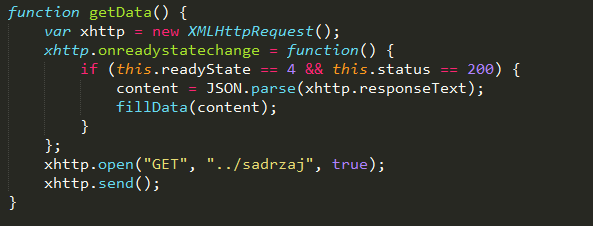 function getData() {
    var xhttp = new XMLHttpRequest();
    xhttp.onreadystatechange = function() {
        if (this.readyState == 4 && this.status == 200) {
            content = JSON.parse(xhttp.responseText);
            fillData(content);
        }
    };
    xhttp.open("GET", "../sadrzaj", true);
    xhttp.send();
}